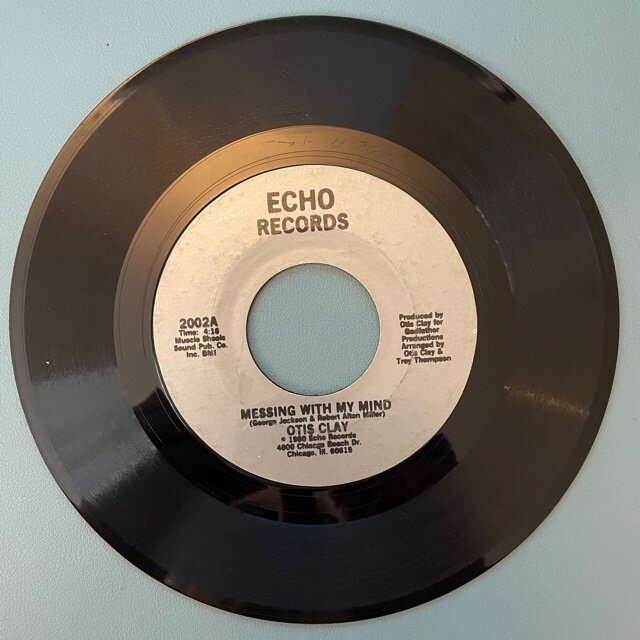 ECHO
RECORDS
2002A
Time: 4:16
Muscle Shoals
Sound Pub. Co.
Inc. BMI
Produced by
Otis Clay for
Godfather
Productions
Arranged by
Otis Clay &
Troy Thompson
MESSING WITH MY MIND
(George Jackson & Robert Alton Miller)
OTIS CLAY
1980 Echo Records
4800 Chicago Beach Dr.
Chicago, Ill. 60615